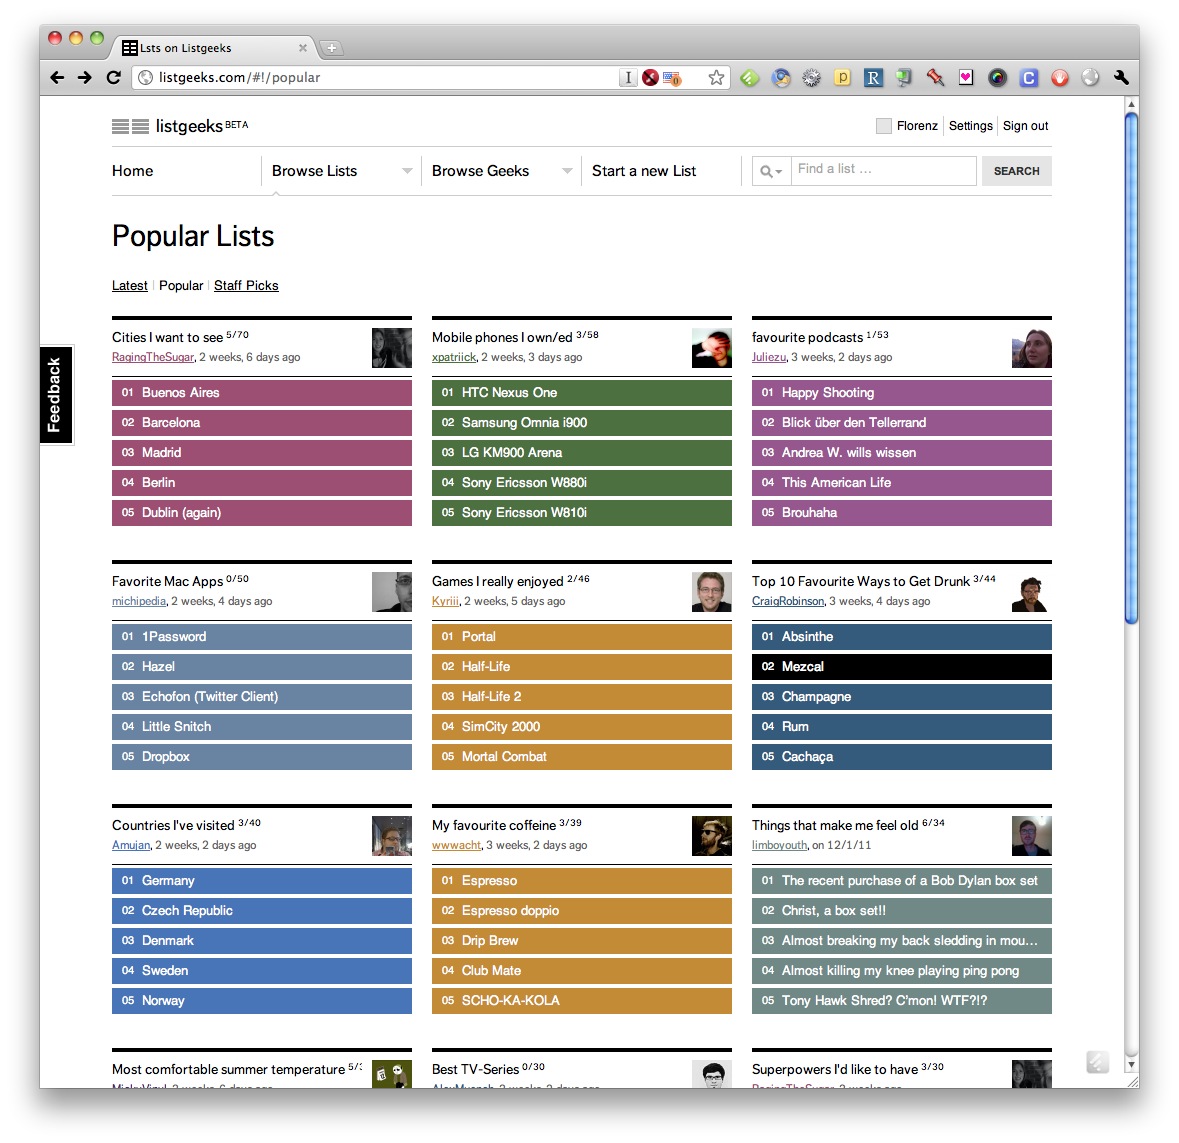 Lsts on Listgeeks
listgeeks.com/#!/popular
listgeeks BETA
Florenz
Settings
Sign out
Home
Browse Lists
Browse Geeks
Start a new List
Find a list ...
SEARCH
Popular Lists
Latest
Popular
Staff Picks
Feedback
Cities I want to see 5/70
RagingTheSugar, 2 weeks, 6 days ago
01 Buenos Aires
02 Barcelona
03 Madrid
04 Berlin
05 Dublin (again)
Mobile phones I own/ed 3/58
xpatriick, 2 weeks, 3 days ago
01 HTC Nexus One
02 Samsung Omnia i900
03 LG KM900 Arena
04 Sony Ericsson W880i
05 Sony Ericsson W810i
favourite podcasts 1/53
Juliezu, 3 weeks, 2 days ago
01 Happy Shooting
02 Blick über den Tellerrand
03 Andrea W. wills wissen
04 This American Life
05 Brouhaha
Favorite Mac Apps 0/50
michipedia, 2 weeks, 4 days ago
01 1Password
02 Hazel
03 Echofon (Twitter Client)
04 Little Snitch
05 Dropbox
Games I really enjoyed 2/46
Kyriii, 2 weeks, 5 days ago
01 Portal
02 Half-Life
03 Half-Life 2
04 SimCity 2000
05 Mortal Combat
Top 10 Favourite Ways to Get Drunk 3/44
CraigRobinson, 3 weeks, 4 days ago
01 Absinthe
02 Mezcal
03 Champagne
04 Rum
05 Cachaça
Countries I've visited 3/40
Amujan, 2 weeks, 2 days ago
01 Germany
02 Czech Republic
03 Denmark
04 Sweden
05 Norway
My favourite coffeine 3/39
wwwacht, 3 weeks, 2 days ago
01 Espresso
02 Espresso doppio
03 Drip Brew
04 Club Mate
05 SCHO-KA-KOLA
Things that make me feel old 6/34
limboyouth, on 12/1/11
01 The recent purchase of a Bob Dylan box set
02 Christ, a box set!!
03 Almost breaking my back sledding in mou...
04 Almost killing my knee playing ping pong
05 Tony Hawk Shred? C'mon! WTF?!?
Most comfortable summer temperature 5/
Best TV-Series 0/30
Superpowers I'd like to have 3/30
RagingTheSugar